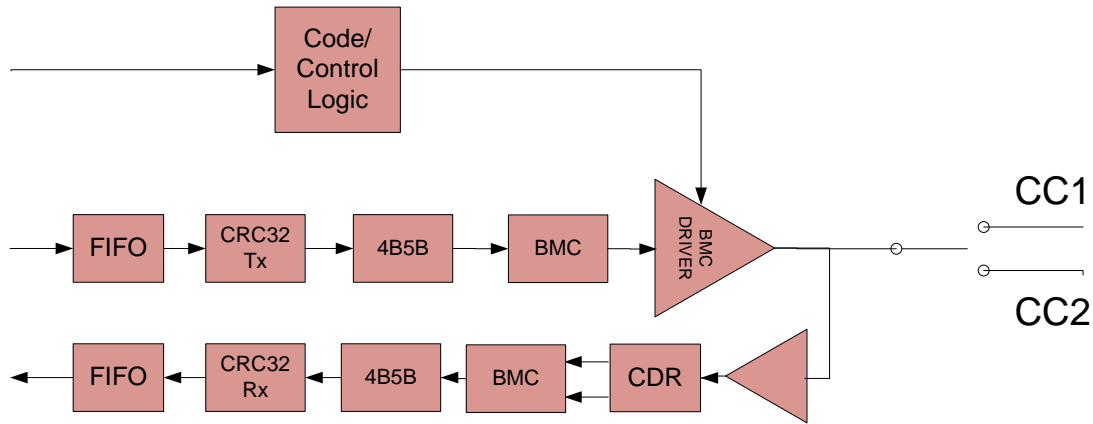 Code/
Control
Logic
CC1
FIFO
CRC32
Tx
4B5B
BMC
BMC
DRIVER
CC2
FIFO
CRC32
Rx
4B5B
BMC
CDR